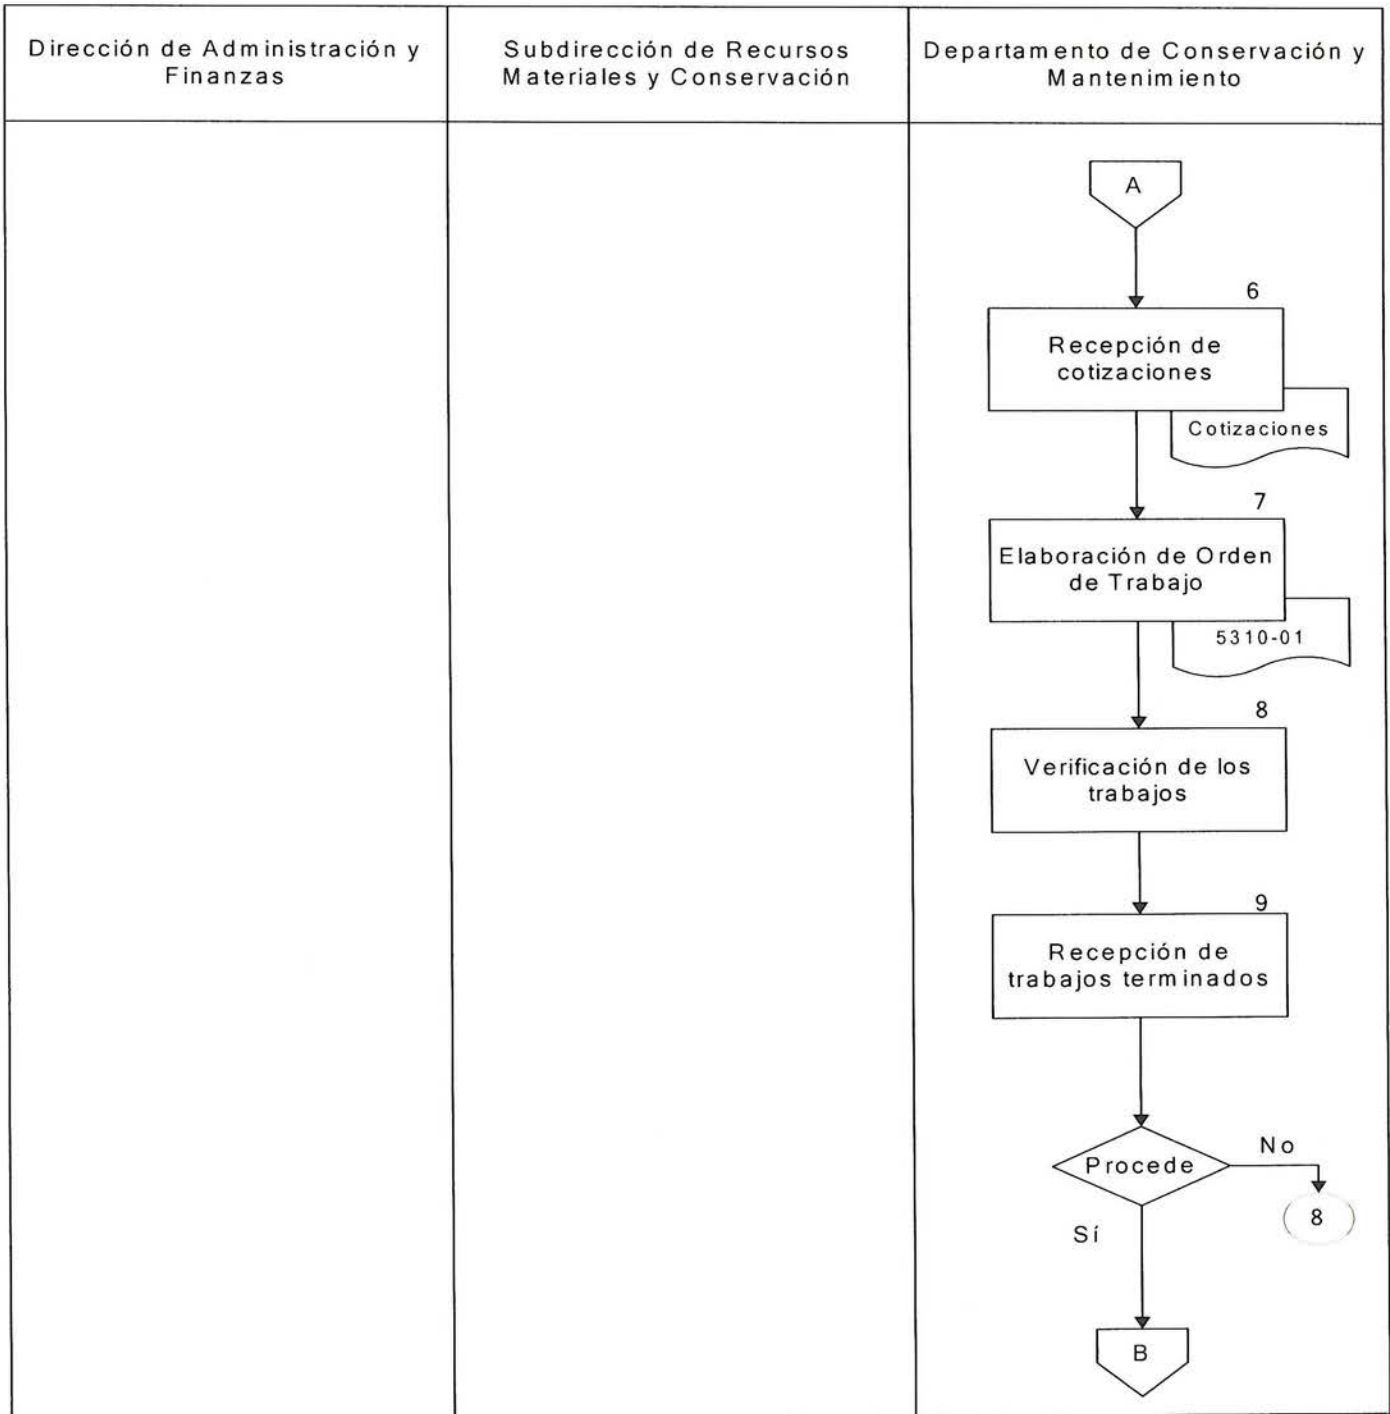 Dirección de Administración y
Finanzas
Subdirección de Recursos
Materiales y Conservación
Departamento de Conservación y
Mantenimiento
A
6
Recepción de
cotizaciones
Cotizaciones
7
Elaboración de Orden
de Trabajo
5310-01
8
Verificación de los
trabajos
9
Recepción de
trabajos terminados
Procede
No
8
Sí
B